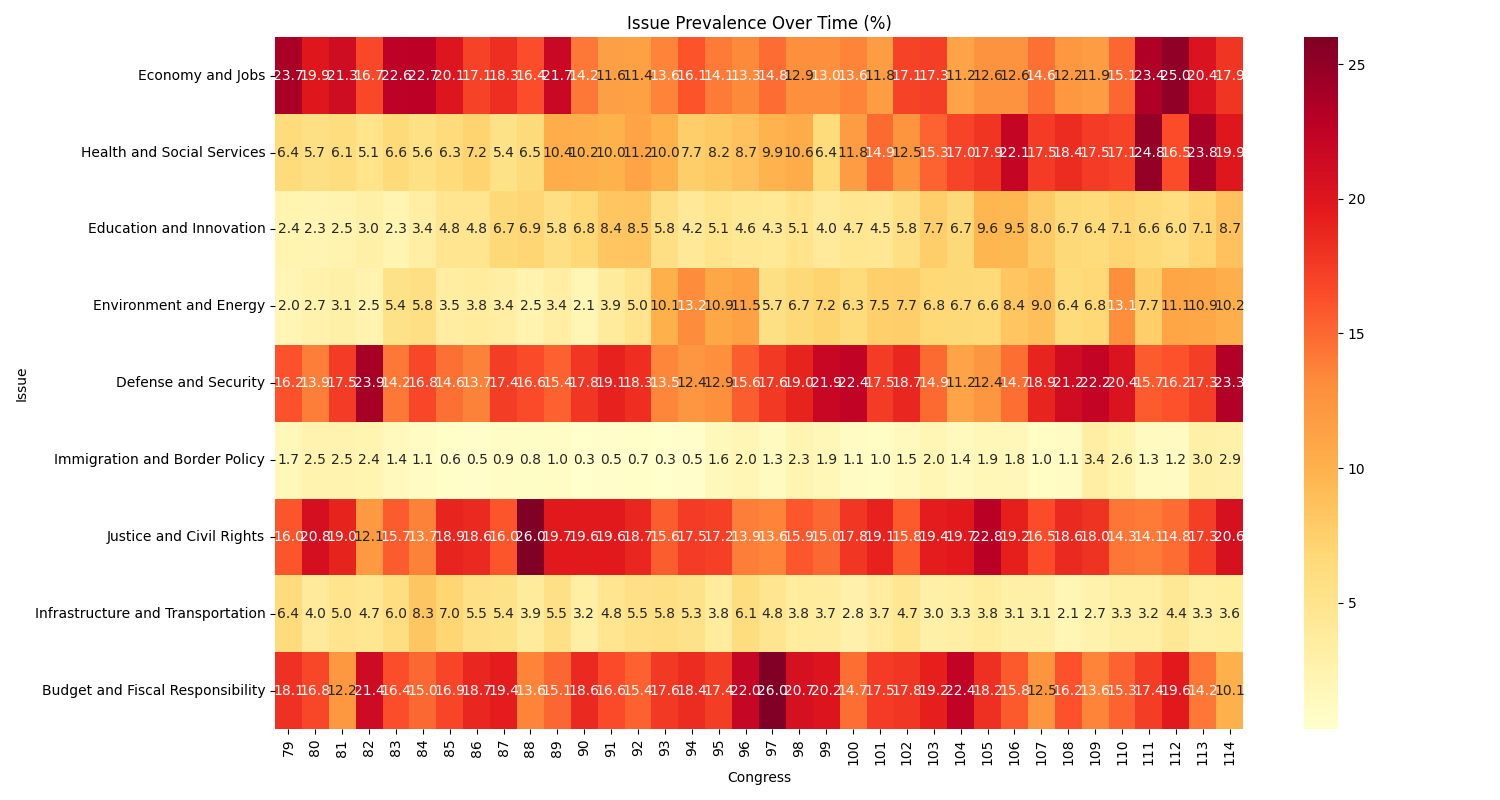 Issue Prevalence Over Time (%)
Economy and Jobs 23.7 19.9 21.3 16.7 22.6 22.7 20.1 17.1 18.3 16.4 21.7 14.2 11.6 11.4 13.6 16.1 14.1 13.3 14.8 12.9 13.0 13.6 11.8 17.1 17.3 11.2 12.6 12.6 14.6 12.2 11.9 15.1 23.4 25.0 20.4 17.9
Health and Social Services 6.4 5.7 6.1 5.1 6.6 5.6 6.3 7.2 5.4 6.5 10.4 10.2 10.0 11.2 10.0 7.7 8.2 8.7 9.9 10.6 6.4 11.8 14.9 12.5 15.3 17.0 17.9 22.1 17.5 18.4 17.5 17.1 24.8 16.5 23.8 19.9
Education and Innovation 2.4 2.3 2.5 3.0 2.3 3.4 4.8 4.8 6.7 6.9 5.8 6.8 8.4 8.5 5.8 4.2 5.1 4.6 4.3 5.1 4.0 4.7 4.5 5.8 7.7 6.7 9.6 9.5 8.0 6.7 6.4 7.1 6.6 6.0 7.1 8.7
Environment and Energy 2.0 2.7 3.1 2.5 5.4 5.8 3.5 3.8 3.4 2.5 3.4 2.1 3.9 5.0 10.1 13.2 10.9 11.5 5.7 6.7 7.2 6.3 7.5 7.7 6.8 6.7 6.6 8.4 9.0 6.4 6.8 13.1 7.7 11.1 10.9 10.2
Defense and Security 16.2 13.9 17.5 23.9 14.2 16.8 14.6 13.7 17.4 16.6 15.4 17.8 19.1 18.3 13.5 12.4 12.9 15.6 17.6 19.0 21.9 22.4 17.5 18.7 14.9 11.2 12.4 14.7 18.9 21.2 22.2 20.4 15.7 16.2 17.3 23.3
Immigration and Border Policy 1.7 2.5 2.5 2.4 1.4 1.1 0.6 0.5 0.9 0.8 1.0 0.3 0.5 0.7 0.3 0.5 1.6 2.0 1.3 2.3 1.9 1.1 1.0 1.5 2.0 1.4 1.9 1.8 1.0 1.1 3.4 2.6 1.3 1.2 3.0 2.9
Justice and Civil Rights 16.0 20.8 19.0 12.1 15.7 13.7 18.9 18.6 16.0 26.0 19.7 19.6 19.6 18.7 15.6 17.5 17.2 13.9 13.6 15.9 15.0 17.8 19.1 15.8 19.4 19.7 22.8 19.2 16.5 18.6 18.0 14.3 14.1 14.8 17.3 20.6
Infrastructure and Transportation 6.4 4.0 5.0 4.7 6.0 8.3 7.0 5.5 5.4 3.9 5.5 3.2 4.8 5.5 5.8 5.3 3.8 6.1 4.8 3.8 3.7 2.8 3.7 4.7 3.0 3.3 3.8 3.1 3.1 2.1 2.7 3.3 3.2 4.4 3.3 3.6
Budget and Fiscal Responsibility 18.1 16.8 12.2 21.4 16.4 15.0 16.9 18.7 19.4 13.6 15.1 18.6 16.6 15.4 17.6 18.4 17.4 22.0 26.0 20.7 20.2 14.7 17.5 17.8 19.2 22.4 18.2 15.8 12.5 16.2 13.6 15.3 17.4 19.6 14.2 10.1
79 80 81 82 83 84 85 86 87 88 89 90 91 92 93 94 95 96 97 98 99 100 101 102 103 104 105 106 107 108 109 110 111 112 113 114
Congress
Issue
25
20
15
10
5